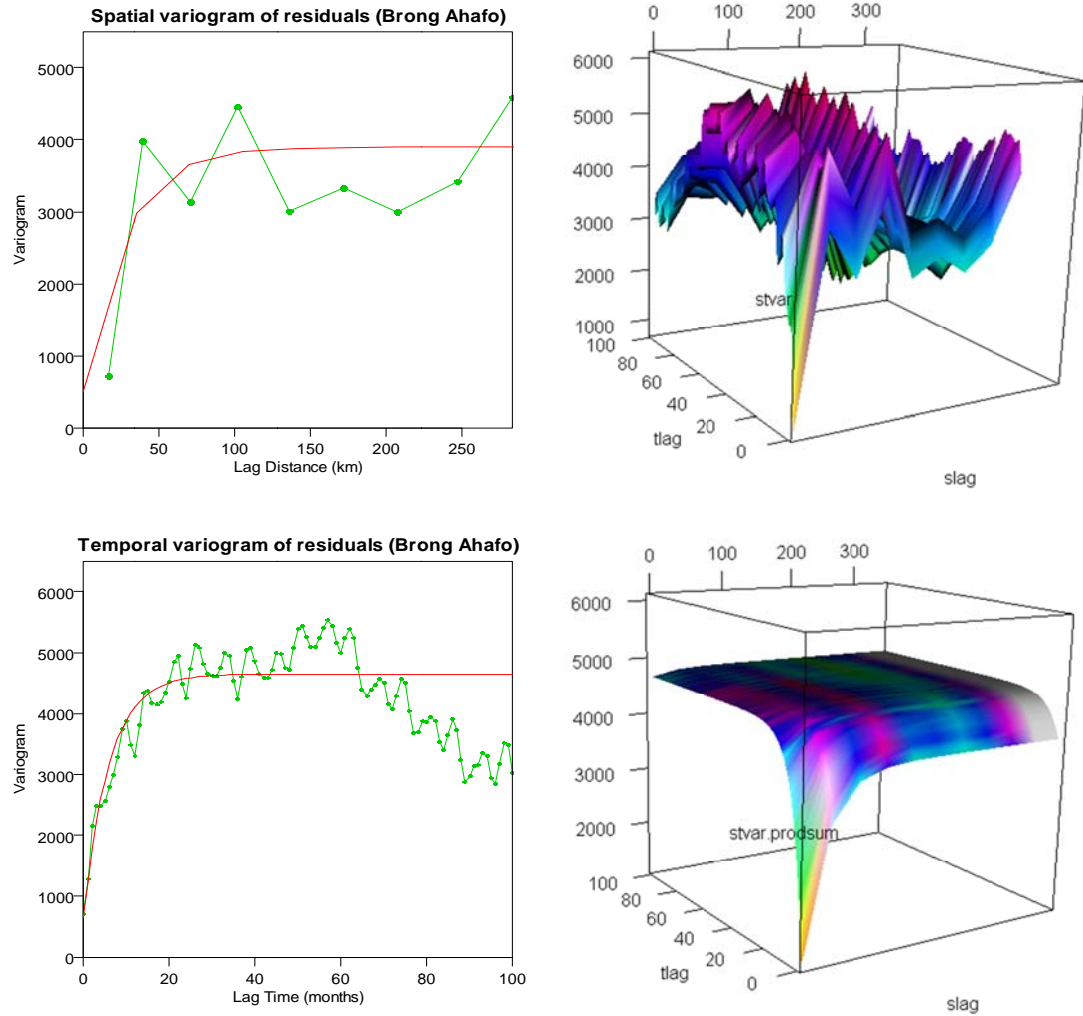 Spatial variogram of residuals (Brong Ahafo)
5000
4000
3000
2000
1000
0
Variogram
0 50 100 150 200 250
Lag Distance (km)
0 100 200 300
6000
5000
4000
3000
2000
1000
stvar
100
80
60
40
20
0
tlag
slag
Temporal variogram of residuals (Brong Ahafo)
6000
5000
4000
3000
2000
1000
0
Variogram
0 20 40 60 80 100
Lag Time (months)
0 100 200 300
6000
5000
4000
3000
2000
stvar.prodsum
100
80
60
40
20
0
tlag
slag